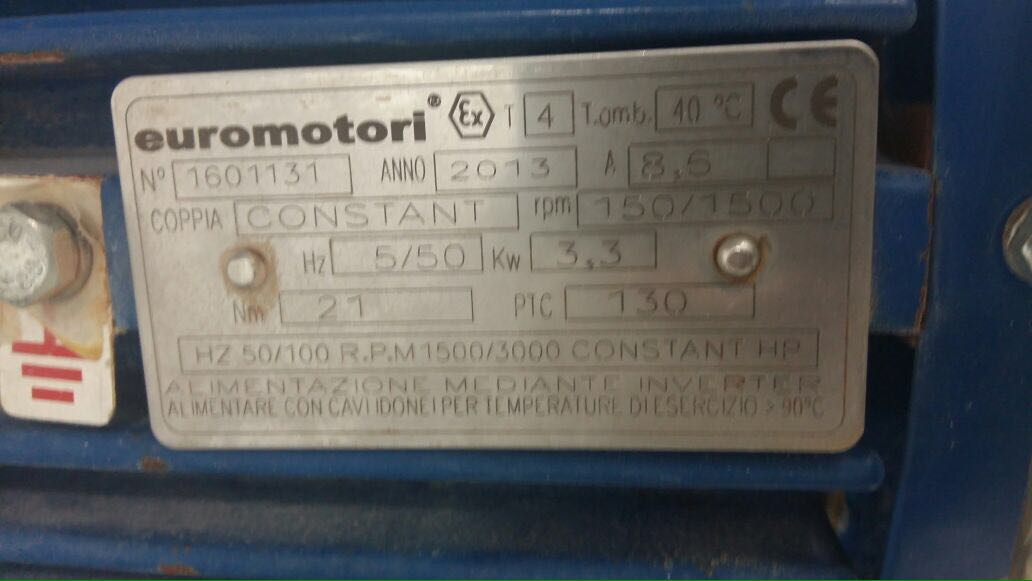 euromotori® Ex T 4 T.amb. 40 °C CE
N° 1601131 ANNO 2013 A 8,6
COPPIA CONSTANT rpm 150/1500
Hz 5/50 Kw 3,3
Nm 21 PTC 130
HZ 50/100 R.P.M 1500/3000 CONSTANT HP
ALIMENTAZIONE MEDIANTE INVERTER
ALIMENTARE CON CAVI IDONEI PER TEMPERATURE DI ESERCIZIO > 90°C